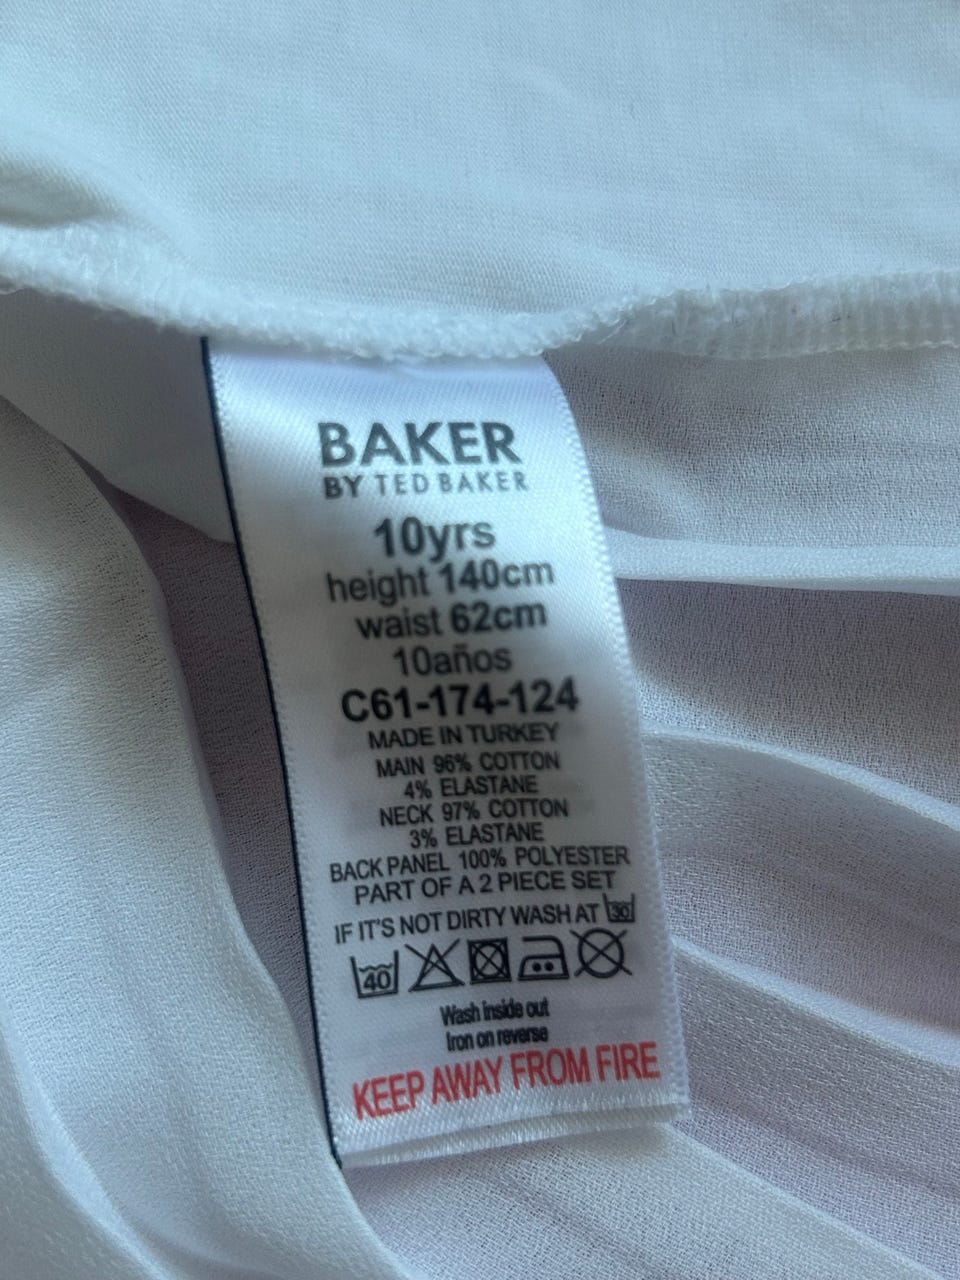 BAKER
BY TED BAKER
10yrs
height 140cm
waist 62cm
10años
C61-174-124
MADE IN TURKEY
MAIN 96% COTTON
4% ELASTANE
NECK 97% COTTON
3% ELASTANE
BACK PANEL 100% POLYESTER
PART OF A 2 PIECE SET
IF IT'S NOT DIRTY WASH AT 30
40
Wash inside out
Iron on reverse
KEEP AWAY FROM FIRE